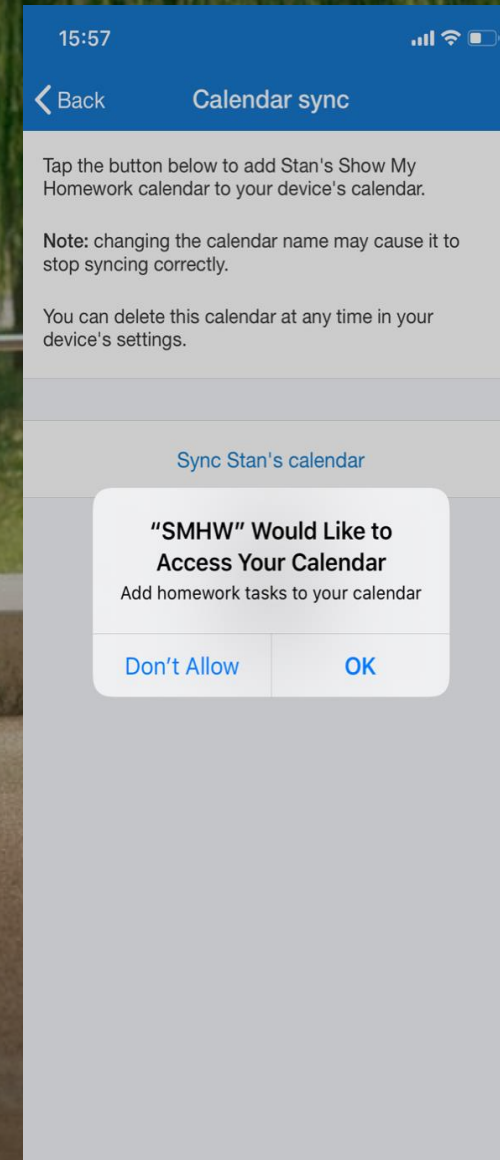 15:57
Back
Calendar sync
Tap the button below to add Stan's Show My
Homework calendar to your device's calendar.
Note: changing the calendar name may cause it to
stop syncing correctly.
You can delete this calendar at any time in your
device's settings.
Sync Stan's calendar
“SMHW” Would Like to
Access Your Calendar
Add homework tasks to your calendar
Don’t Allow
OK